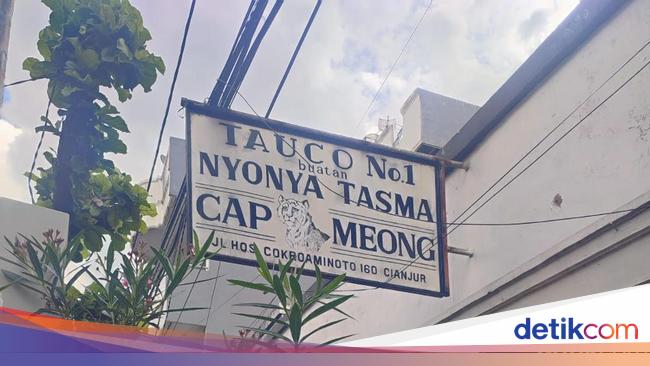 TAUCO No.1
buatan
NYONYA TASMA
CAP MEONG
JL HOS COKROAMINOTO 160 CIANJUR
detikcom